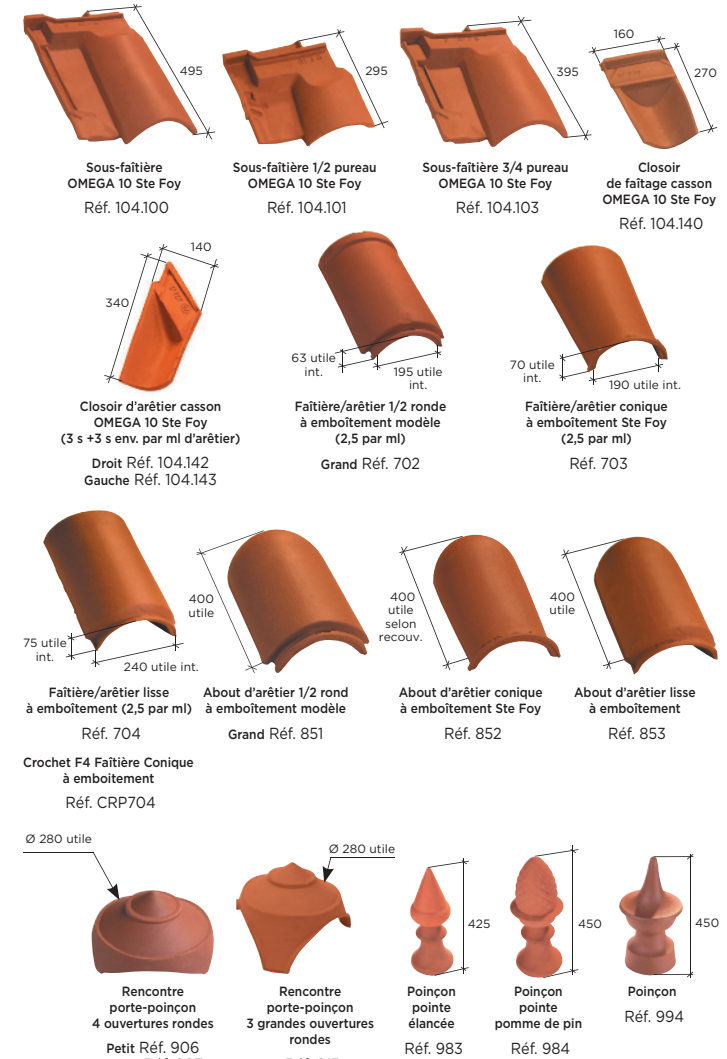 495
295
395
160
270
Sous-faîtière
OMEGA 10 Ste Foy
Réf. 104.100
Sous-faîtière 1/2 pureau
OMEGA 10 Ste Foy
Réf. 104.101
Sous-faîtière 3/4 pureau
OMEGA 10 Ste Foy
Réf. 104.103
Closoir
de faîtage casson
OMEGA 10 Ste Foy
Réf. 104.140
140
340
63 utile
int.
195 utile
int.
70 utile
int.
190 utile int.
Closoir d'arêtier casson
OMEGA 10 Ste Foy
(3 s +3 s env. par ml d'arêtier)
Droit Réf. 104.142
Gauche Réf. 104.143
Faîtière/arêtier 1/2 ronde
à emboîtement modèle
(2,5 par ml)
Grand Réf. 702
Faîtière/arêtier conique
à emboîtement Ste Foy
(2,5 par ml)
Réf. 703
75 utile
int.
240 utile int.
400
utile
400
utile
selon
recouv.
400
utile
Faîtière/arêtier lisse
à emboîtement (2,5 par ml)
Réf. 704
About d'arêtier 1/2 rond
à emboîtement modèle
Grand Réf. 851
About d'arêtier conique
à emboîtement Ste Foy
Réf. 852
About d'arêtier lisse
à emboîtement
Réf. 853
Crochet F4 Faîtière Conique
à emboitement
Réf. CRP704
Ø 280 utile
Ø 280 utile
425
450
450
Rencontre
porte-poinçon
4 ouvertures rondes
Petit Réf. 906
Rencontre
porte-poinçon
3 grandes ouvertures
rondes
Poinçon
pointe
élancée
Réf. 983
Poinçon
pointe
pomme de pin
Réf. 984
Poinçon
Réf. 994